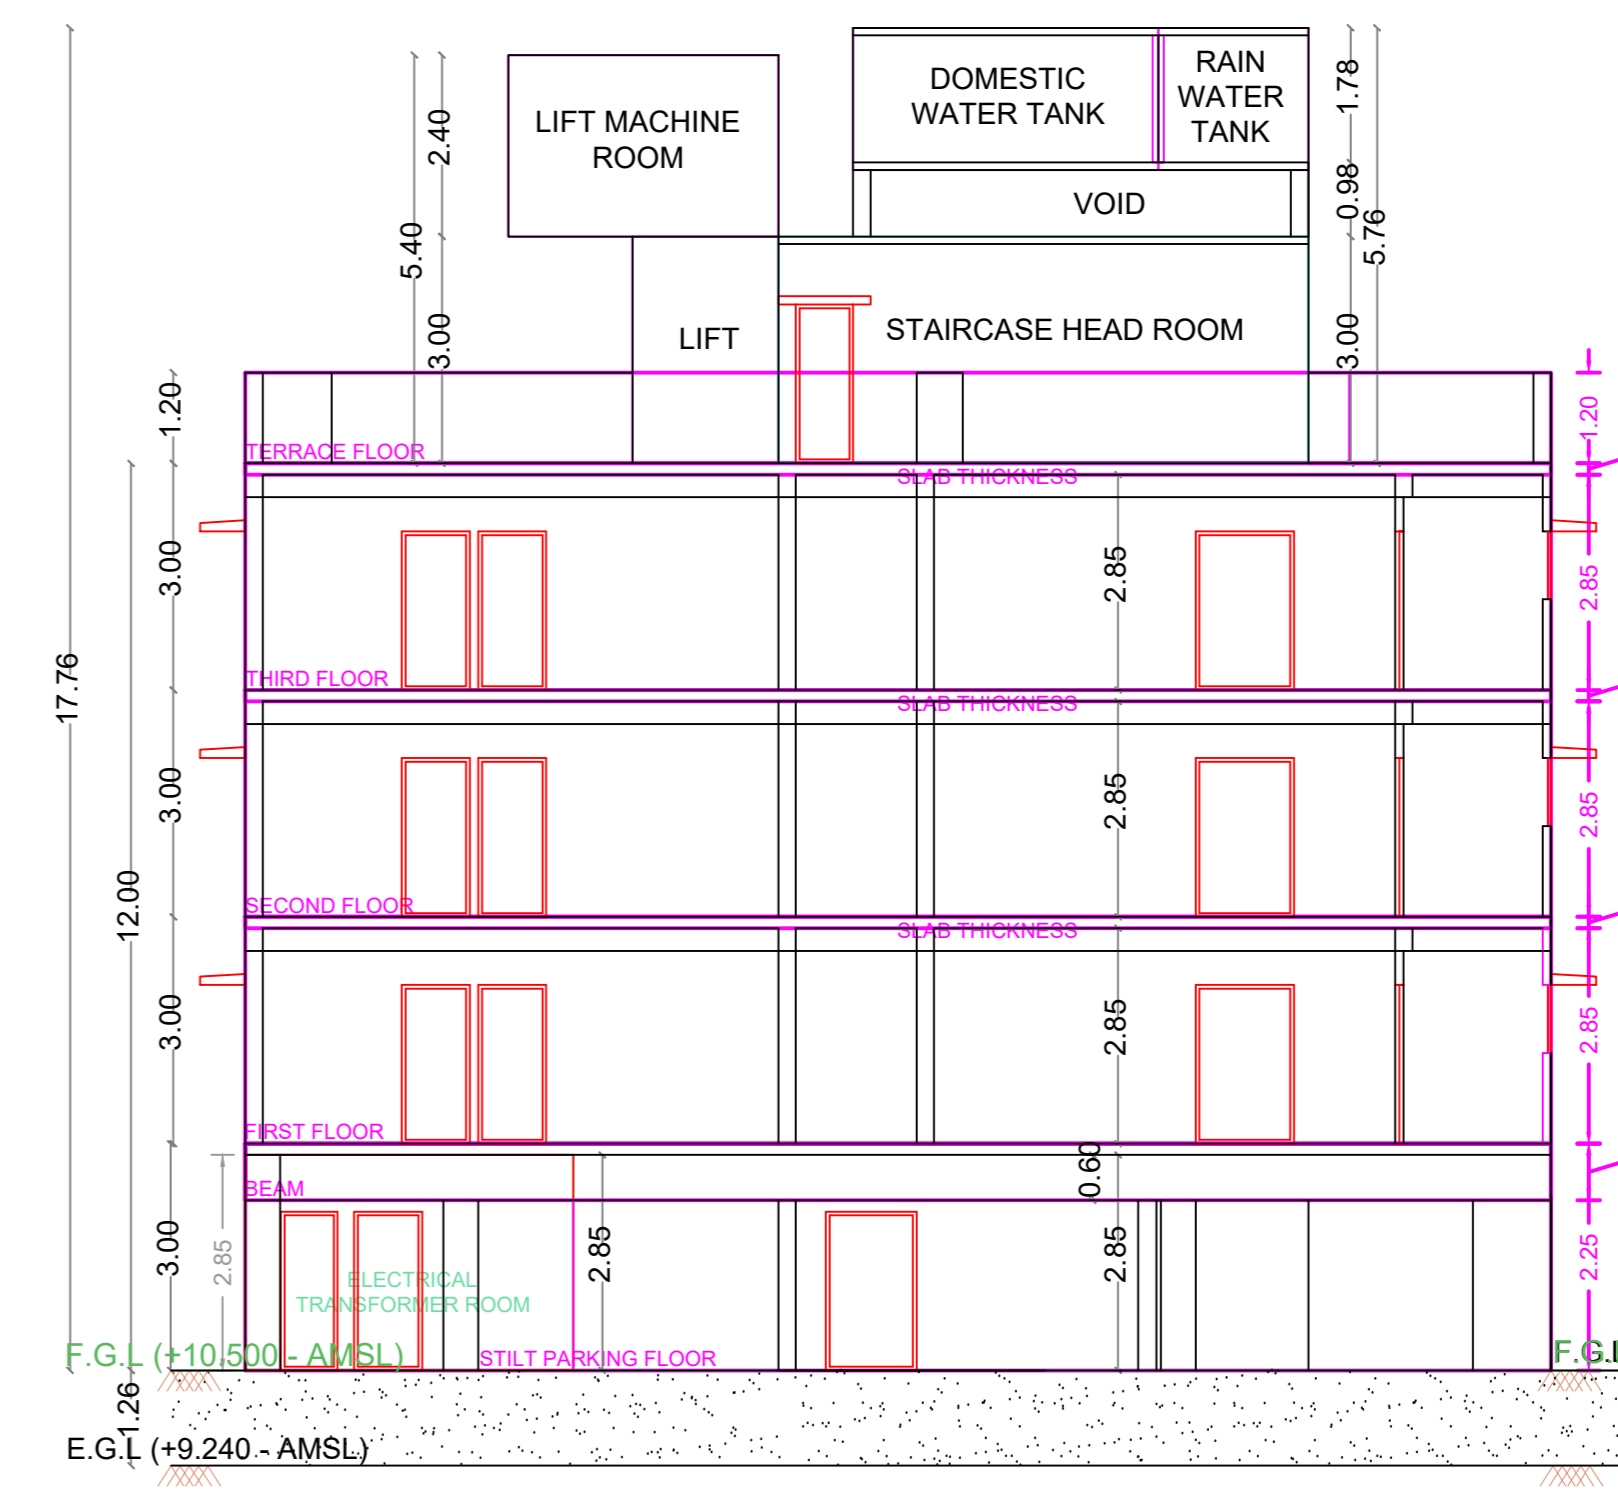 DOMESTIC
WATER TANK
RAIN
WATER
TANK
1.78
LIFT MACHINE
ROOM
2.40
VOID
0.98
5.76
5.40
LIFT
STAIRCASE HEAD ROOM
3.00
3.00
1.20
1.20
TERRACE FLOOR
SLAB THICKNESS
3.00
2.85
2.85
17.76
THIRD FLOOR
SLAB THICKNESS
3.00
2.85
2.85
12.00
SECOND FLOOR
SLAB THICKNESS
3.00
2.85
2.85
FIRST FLOOR
0.60
BEAM
3.00
2.85
2.85
2.85
2.25
ELECTRICAL
TRANSFORMER ROOM
F.G.L (+10.500 - AMSL)
STILT PARKING FLOOR
F.G.L
1.26
E.G.L (+9.240 - AMSL)